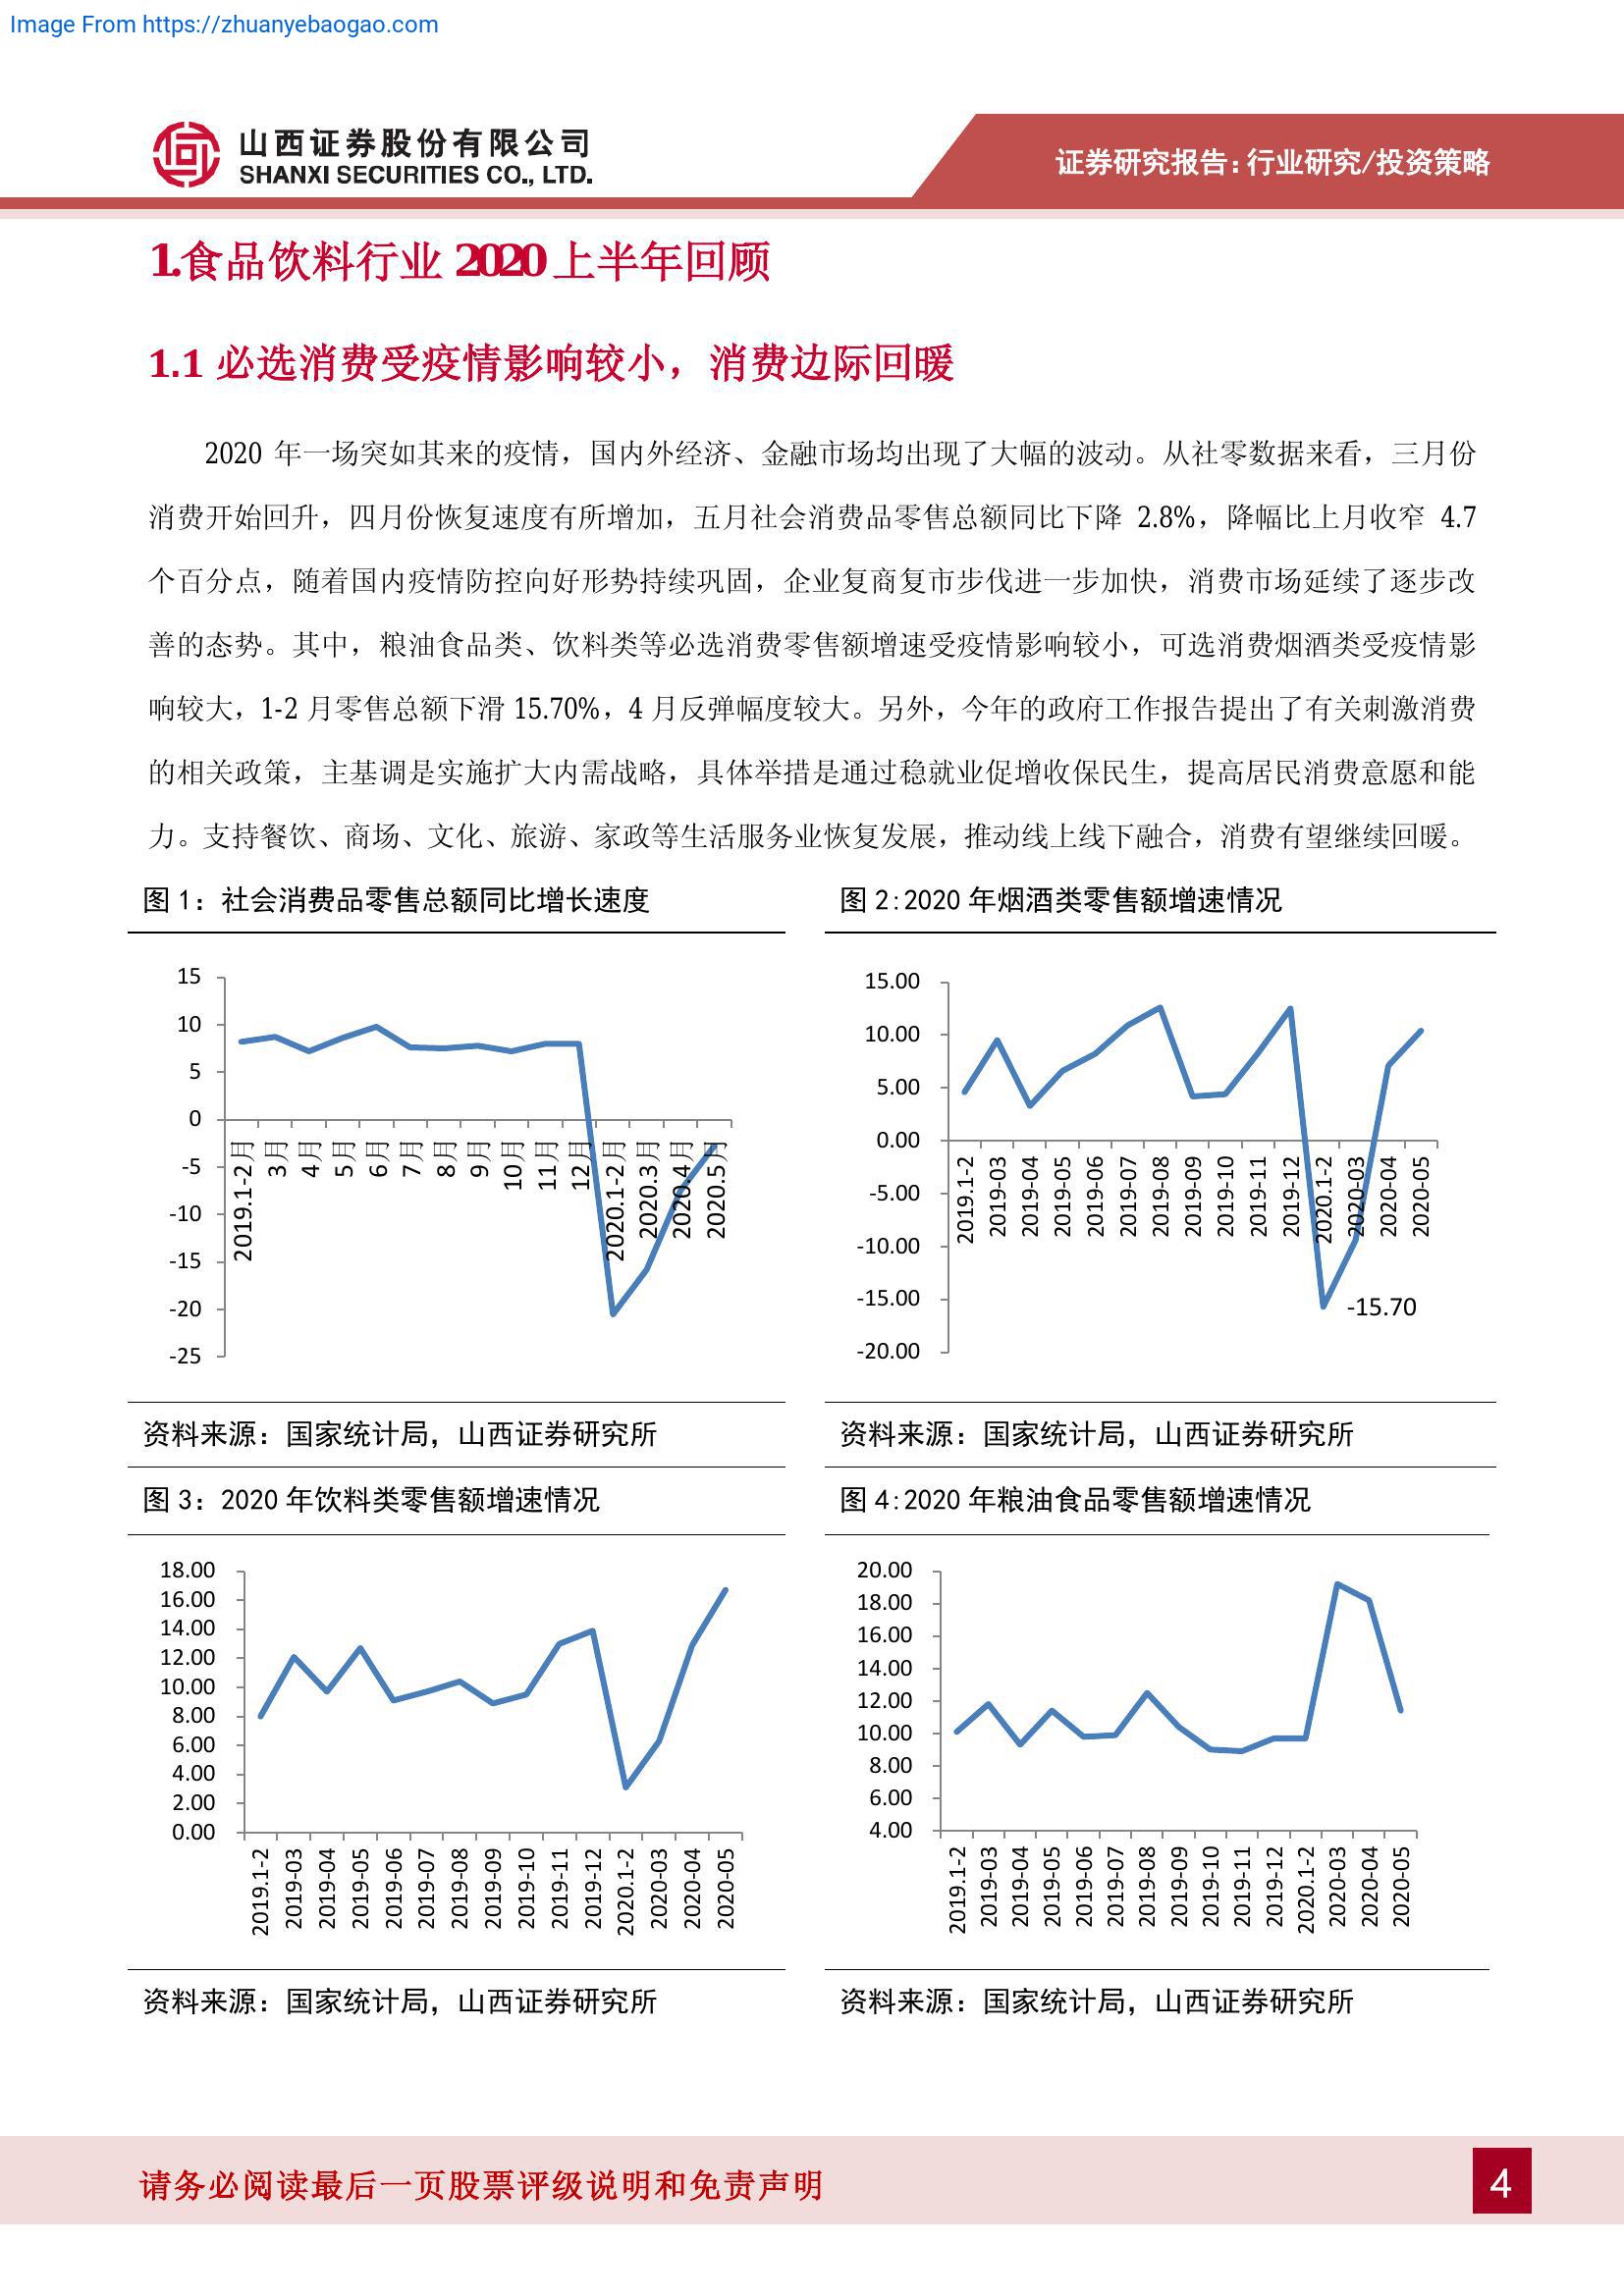 Image From https://zhuanyebaogao.com
山西证券股份有限公司
SHANXI SECURITIES CO., LTD.
证券研究报告:行业研究/投资策略
1.食品饮料行业 2020 上半年回顾
1.1 必选消费受疫情影响较小，消费边际回暖
2020 年一场突如其来的疫情，国内外经济、金融市场均出现了大幅的波动。从社零数据来看，三月份
消费开始回升，四月份恢复速度有所增加，五月社会消费品零售总额同比下降 2.8%，降幅比上月收窄 4.7
个百分点，随着国内疫情防控向好形势持续巩固，企业复商复市步伐进一步加快，消费市场延续了逐步改
善的态势。其中，粮油食品类、饮料类等必选消费零售额增速受疫情影响较小，可选消费烟酒类受疫情影
响较大，1-2 月零售总额下滑 15.70%，4 月反弹幅度较大。另外，今年的政府工作报告提出了有关刺激消费
的相关政策，主基调是实施扩大内需战略，具体举措是通过稳就业促增收保民生，提高居民消费意愿和能
力。支持餐饮、商场、文化、旅游、家政等生活服务业恢复发展，推动线上线下融合，消费有望继续回暖。
图 1：社会消费品零售总额同比增长速度
15
10
5
0
-5
-10
-15
-20
-25
2019.1-2月
3月
4月
5月
6月
7月
8月
9月
10月
11月
12月
2020.1-2月
2020.3月
2020.4月
2020.5月
资料来源：国家统计局，山西证券研究所
图 2:2020 年烟酒类零售额增速情况
15.00
10.00
5.00
0.00
-5.00
-10.00
-15.00
-20.00
2019.1-2
2019-03
2019-04
2019-05
2019-06
2019-07
2019-08
2019-09
2019-10
2019-11
2019-12
2020.1-2
2020-03
2020-04
2020-05
-15.70
资料来源：国家统计局，山西证券研究所
图 3：2020 年饮料类零售额增速情况
18.00
16.00
14.00
12.00
10.00
8.00
6.00
4.00
2.00
0.00
2019.1-2
2019-03
2019-04
2019-05
2019-06
2019-07
2019-08
2019-09
2019-10
2019-11
2019-12
2020.1-2
2020-03
2020-04
2020-05
资料来源：国家统计局，山西证券研究所
图 4:2020 年粮油食品零售额增速情况
20.00
18.00
16.00
14.00
12.00
10.00
8.00
6.00
4.00
2019.1-2
2019-03
2019-04
2019-05
2019-06
2019-07
2019-08
2019-09
2019-10
2019-11
2019-12
2020.1-2
2020-03
2020-04
2020-05
资料来源：国家统计局，山西证券研究所
请务必阅读最后一页股票评级说明和免责声明
4